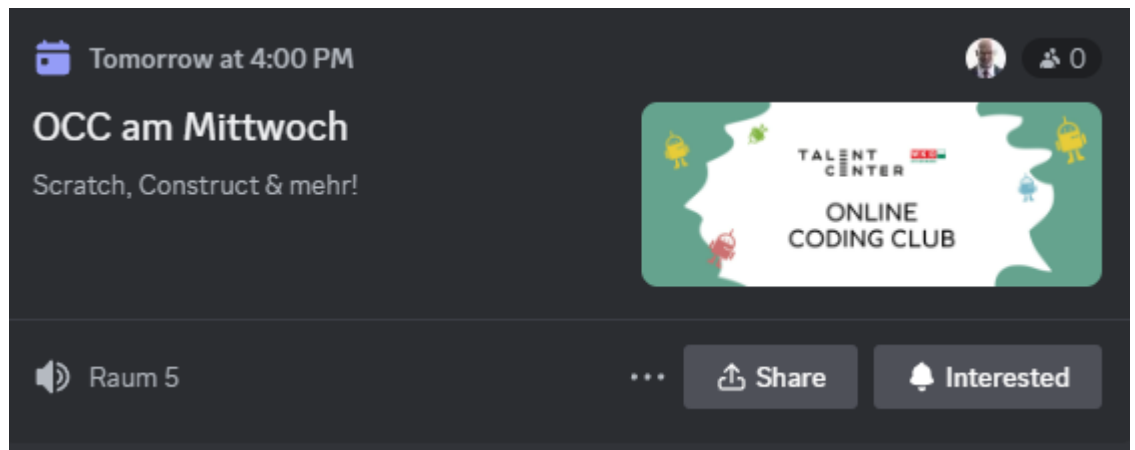 Tomorrow at 4:00 PM
0
OCC am Mittwoch
Scratch, Construct & mehr!
TALENT
CENTER
ONLINE
CODING CLUB
Raum 5
Share
Interested